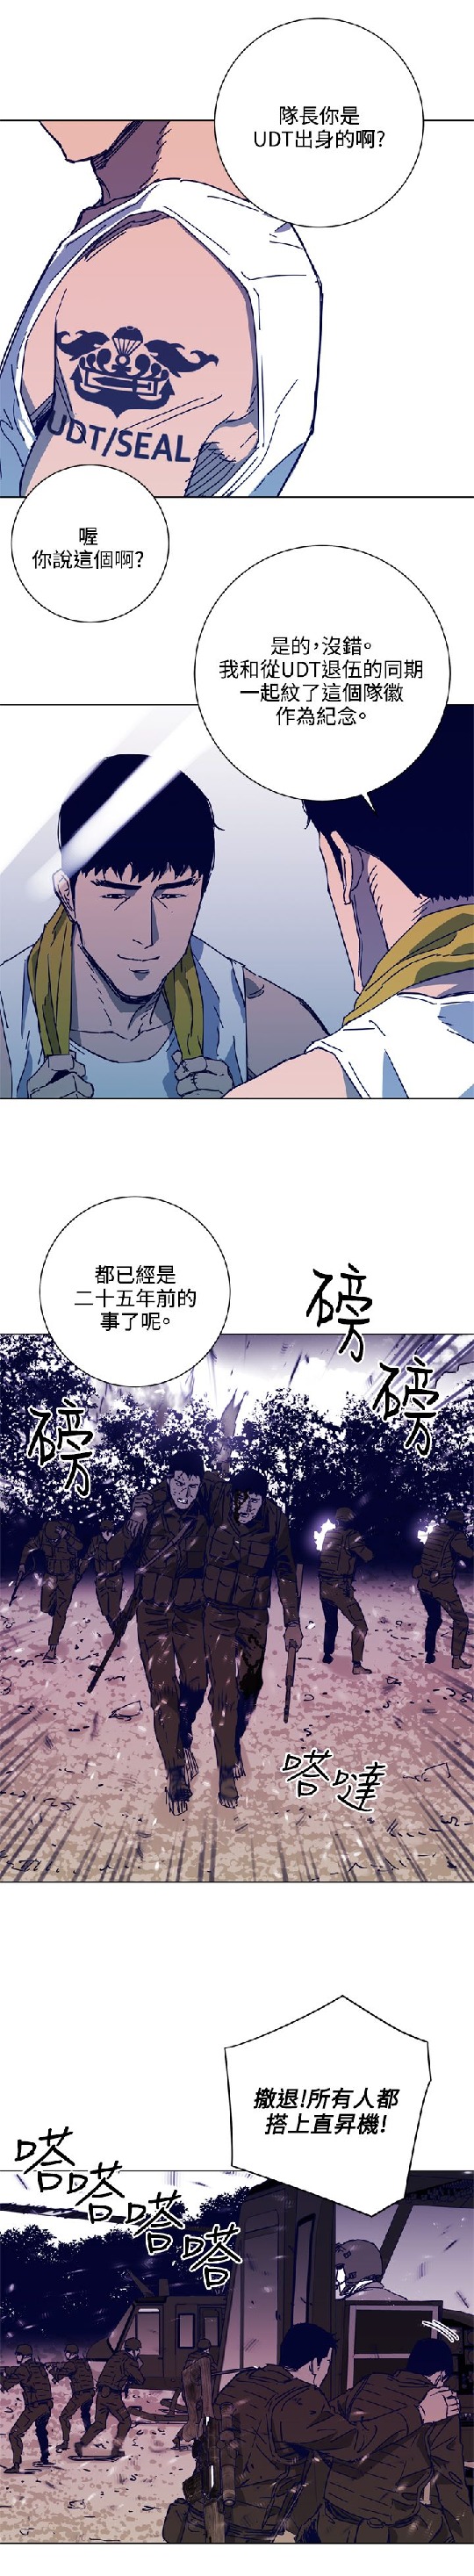 隊長你是
UDT出身的啊?
UDT/SEAL
喔
你說這個啊?
是的,沒錯。
我和從UDT退伍的同期
一起紋了這個隊徽
作為紀念。
都已經是
二十五年前的
事了呢。
磅
磅
磅
嗒噠
撤退!所有人都
搭上直昇機!
嗒嗒嗒嗒